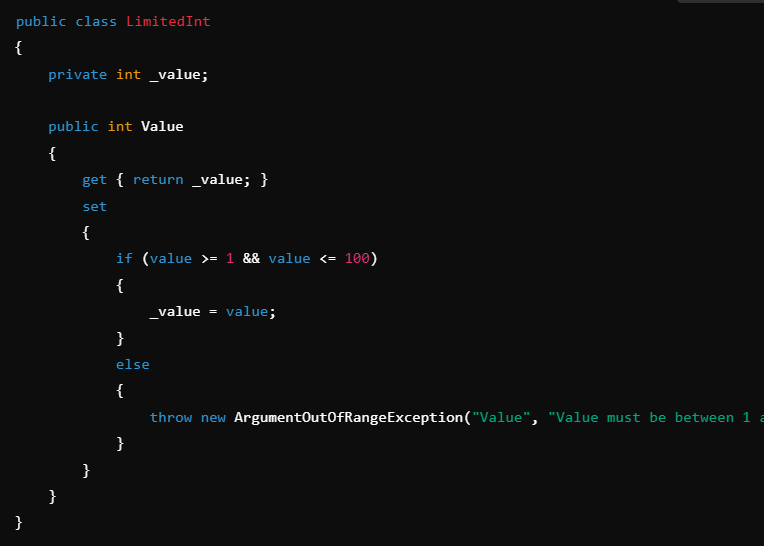 public class LimitedInt
{
    private int _value;

    public int Value
    {
        get { return _value; }
        set
        {
            if (value >= 1 && value <= 100)
            {
                _value = value;
            }
            else
            {
                throw new ArgumentOutOfRangeException("Value", "Value must be between 1
            }
        }
    }
}